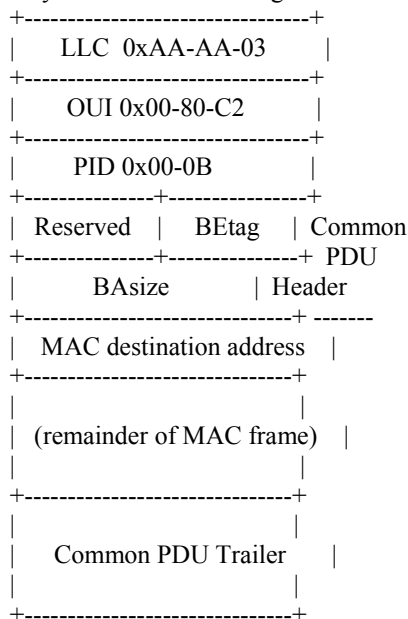 +--------------------------------+
|     LLC  0xAA-AA-03       |
+--------------------------------+
|      OUI 0x00-80-C2        |
+--------------------------------+
|       PID 0x00-0B          |
+---------------+----------------+
|  Reserved   |    BEtag    |  Common
+---------------+--------------+  PDU
|         BAsize             | Header
+------------------------------+ -------
|   MAC destination address   |
+------------------------------+
|                               |
|  (remainder of MAC frame)   |
|                               |
+------------------------------+
|                               |
|     Common PDU Trailer      |
|                               |
+------------------------------+